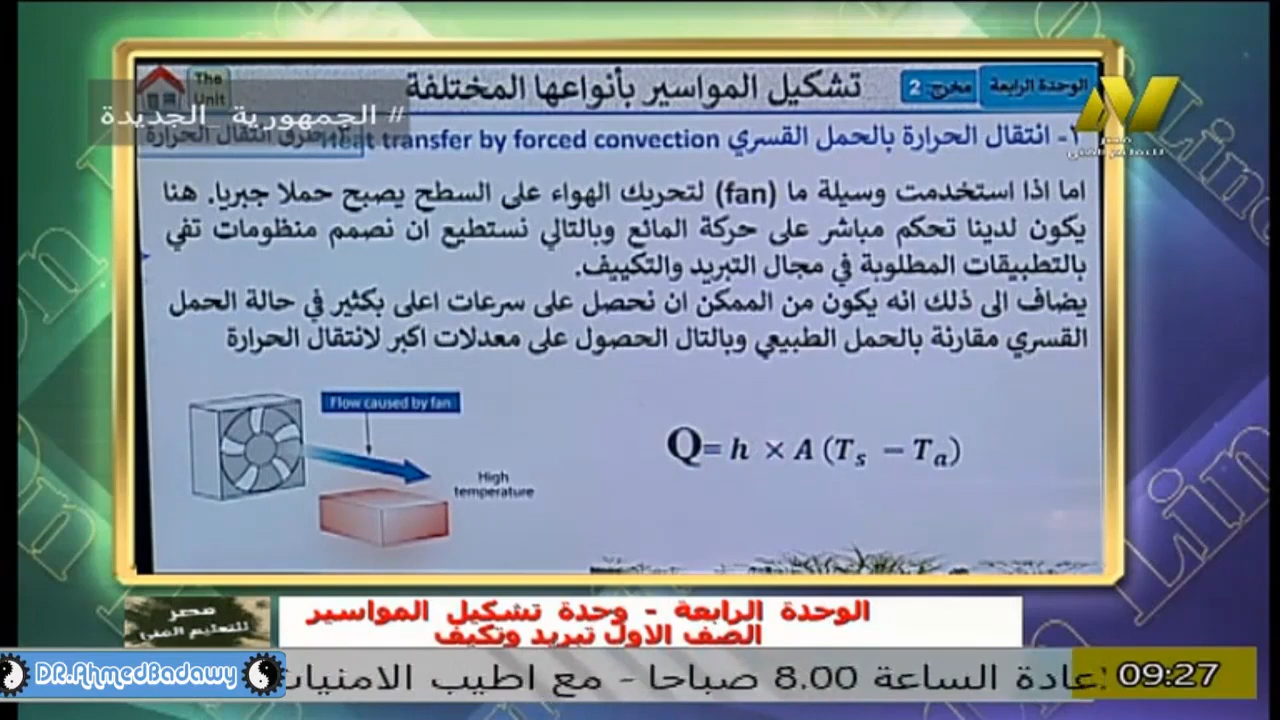 The
Unit
تشكيل المواسير بأنواعها المختلفة
مخرج: 2
الوحدة الرابعة
# الجمهورية_الجديدة
١- انتقال الحرارة بالحمل القسري Heat transfer by forced convection
طرق انتقال الحرارة
مصر
للتعليم الفني
اما اذا استخدمت وسيلة ما (fan) لتحريك الهواء على السطح يصبح حملا جبريا. هنا
يكون لدينا تحكم مباشر على حركة المائع وبالتالي نستطيع ان نصمم منظومات تفي
بالتطبيقات المطلوبة في مجال التبريد والتكييف.
يضاف الى ذلك انه يكون من الممكن ان نحصل على سرعات اعلى بكثير في حالة الحمل
القسري مقارنة بالحمل الطبيعي وبالتال الحصول على معدلات اكبر لانتقال الحرارة
Flow caused by fan
High
temperature
Q= h × A (Ts − Ta)
مصر
للتعليم الفني
الوحدة الرابعة - وحدة تشكيل المواسير
الصف الاول تبريد وتكيف
DR.AhmedBadawy
إعادة الساعة 8.00 صباحا - مع اطيب الامنيات
09:27